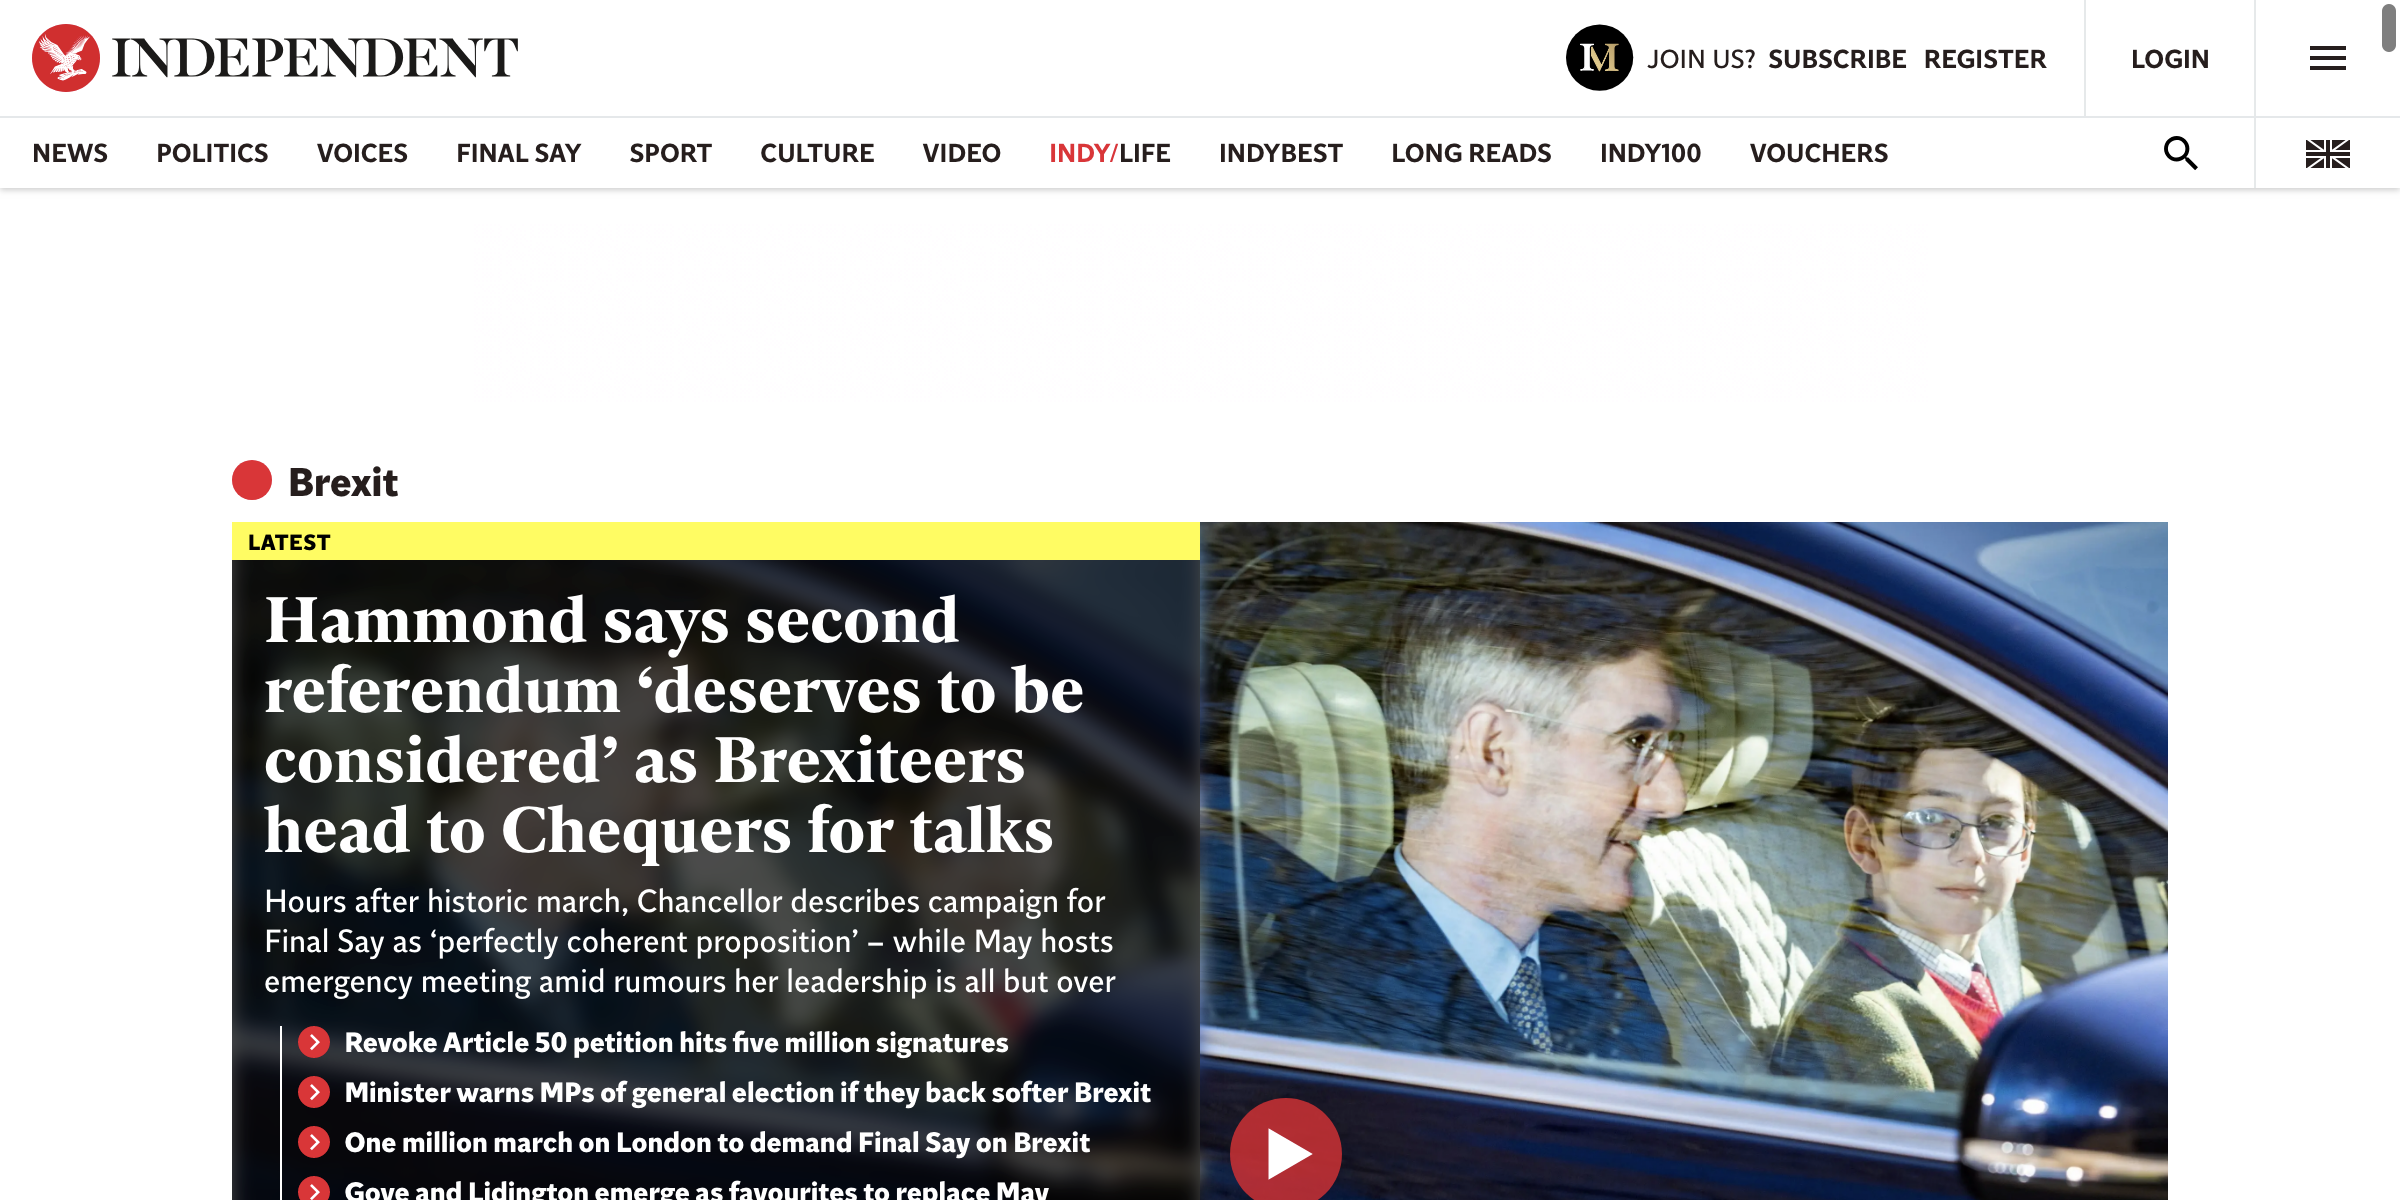 INDEPENDENT
M JOIN US? SUBSCRIBE REGISTER
LOGIN
NEWS POLITICS VOICES FINAL SAY SPORT CULTURE VIDEO INDY/LIFE INDYBEST LONG READS INDY100 VOUCHERS
Brexit
LATEST
Hammond says second
referendum ‘deserves to be
considered’ as Brexiteers
head to Chequers for talks
Hours after historic march, Chancellor describes campaign for
Final Say as ‘perfectly coherent proposition’ – while May hosts
emergency meeting amid rumours her leadership is all but over
Revoke Article 50 petition hits five million signatures
Minister warns MPs of general election if they back softer Brexit
One million march on London to demand Final Say on Brexit
Gove and Lidington emerge as favourites to replace May